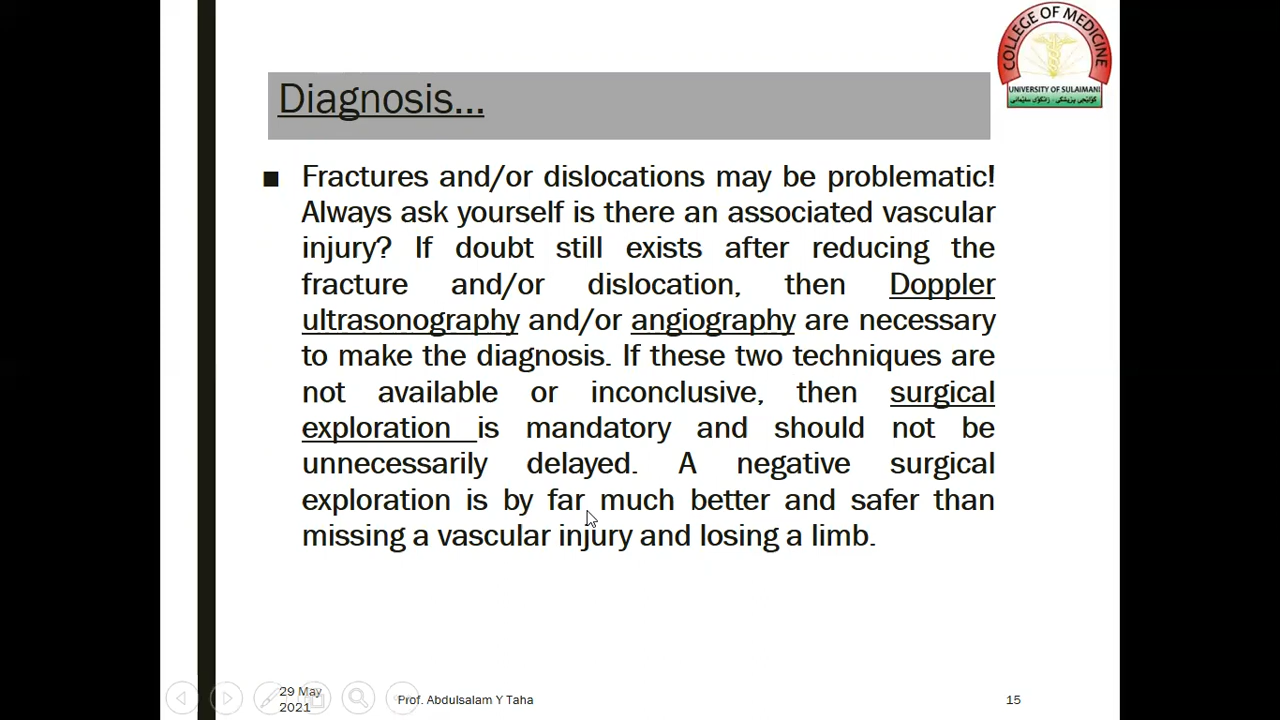 COLLEGE OF MEDICINE
UNIVERSITY OF SULAIMANI
كۆلێجی پزیشکی - زانکۆی سلێمانی
Diagnosis...
■ Fractures and/or dislocations may be problematic!
Always ask yourself is there an associated vascular
injury? If doubt still exists after reducing the
fracture and/or dislocation, then Doppler
ultrasonography and/or angiography are necessary
to make the diagnosis. If these two techniques are
not available or inconclusive, then surgical
exploration is mandatory and should not be
unnecessarily delayed. A negative surgical
exploration is by far much better and safer than
missing a vascular injury and losing a limb.
29 May
2021
Prof. Abdulsalam Y Taha
15